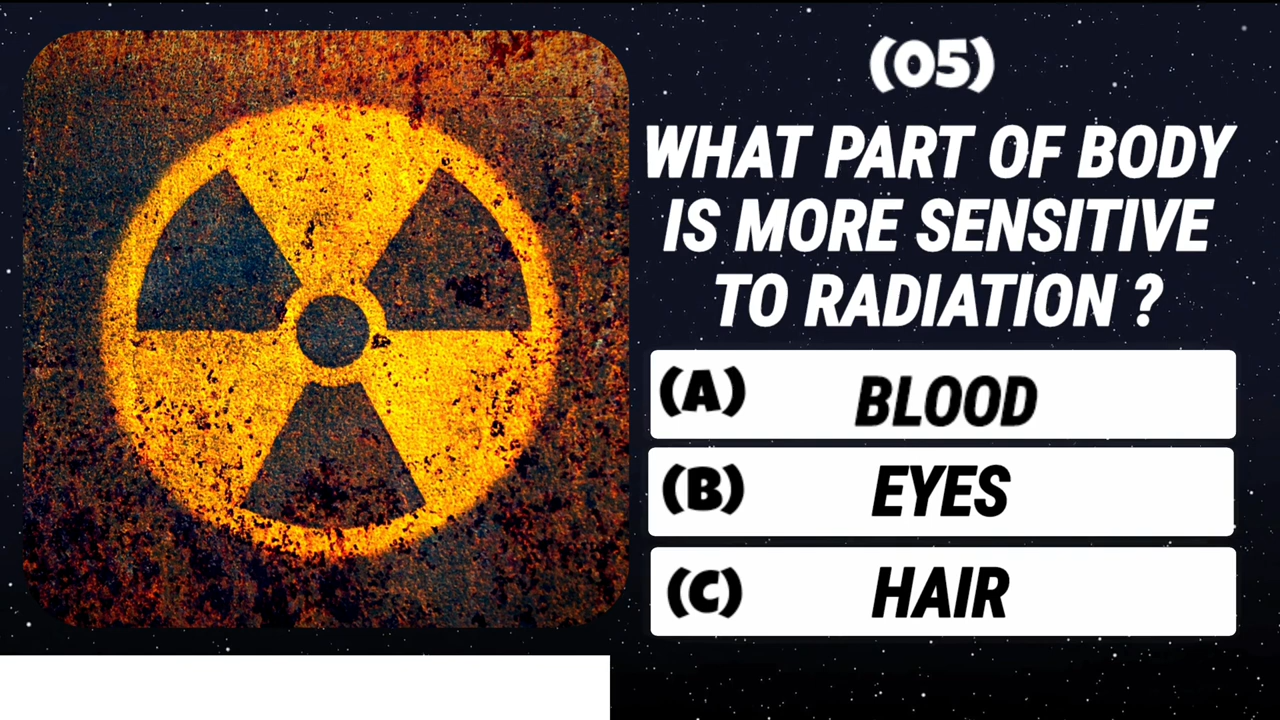 (05)
WHAT PART OF BODY
IS MORE SENSITIVE
TO RADIATION ?
(A) BLOOD
(B) EYES
(C) HAIR